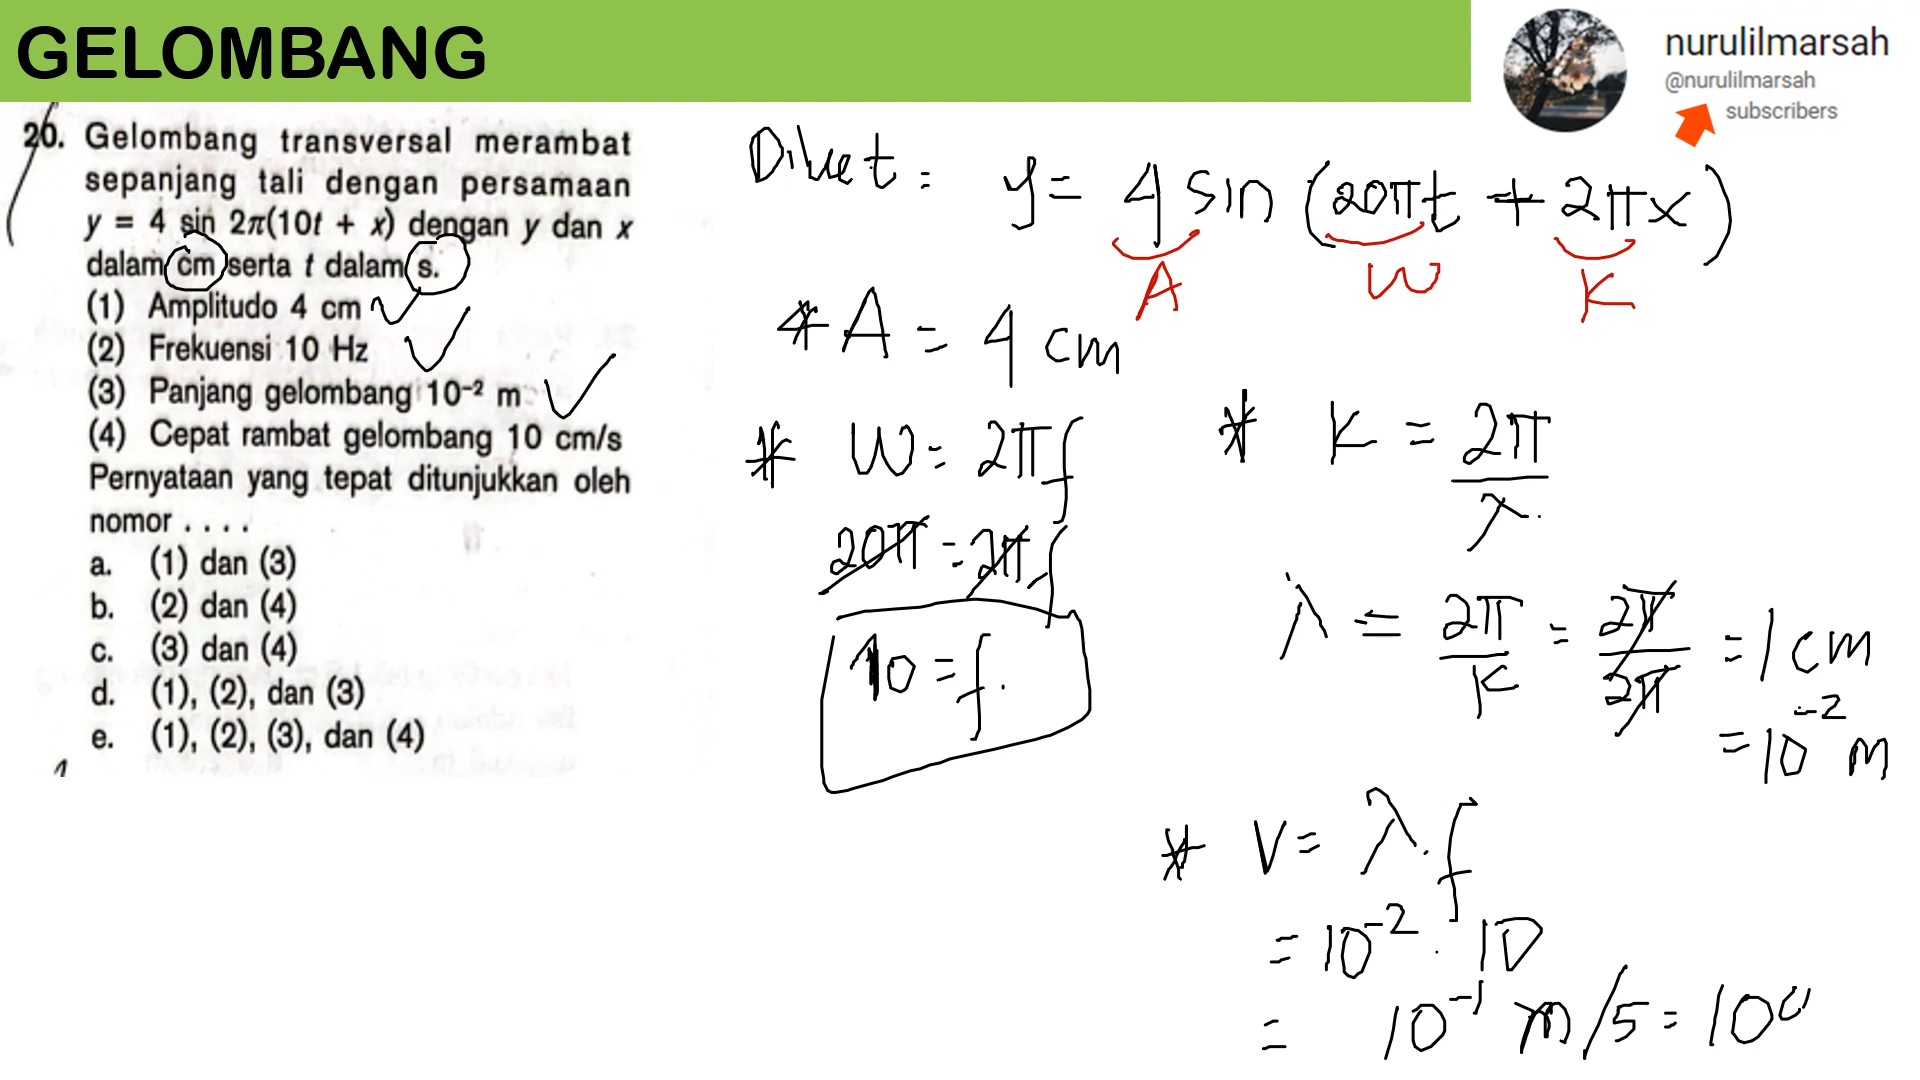 GELOMBANG
nurulilmarsah
@nurulilmarsah
subscribers
20. Gelombang transversal merambat
sepanjang tali dengan persamaan
y = 4 sin 2π(10t + x) dengan y dan x
dalam cm serta t dalam s.
(1) Amplitudo 4 cm
(2) Frekuensi 10 Hz
(3) Panjang gelombang 10⁻² m
(4) Cepat rambat gelombang 10 cm/s
Pernyataan yang tepat ditunjukkan oleh
nomor . . . .
a. (1) dan (3)
b. (2) dan (4)
c. (3) dan (4)
d. (1), (2), dan (3)
e. (1), (2), (3), dan (4)
Diket : y = 4 sin (20πt + 2πx)
A W K
* A = 4 cm
* W = 2πf
20π = 2π f
10 = f.
* K = 2π/λ
λ = 2π/K = 2π/2π = 1 cm
= 10⁻² m
* V = λ.f
= 10⁻² . 10
= 10⁻¹ m/s = 100